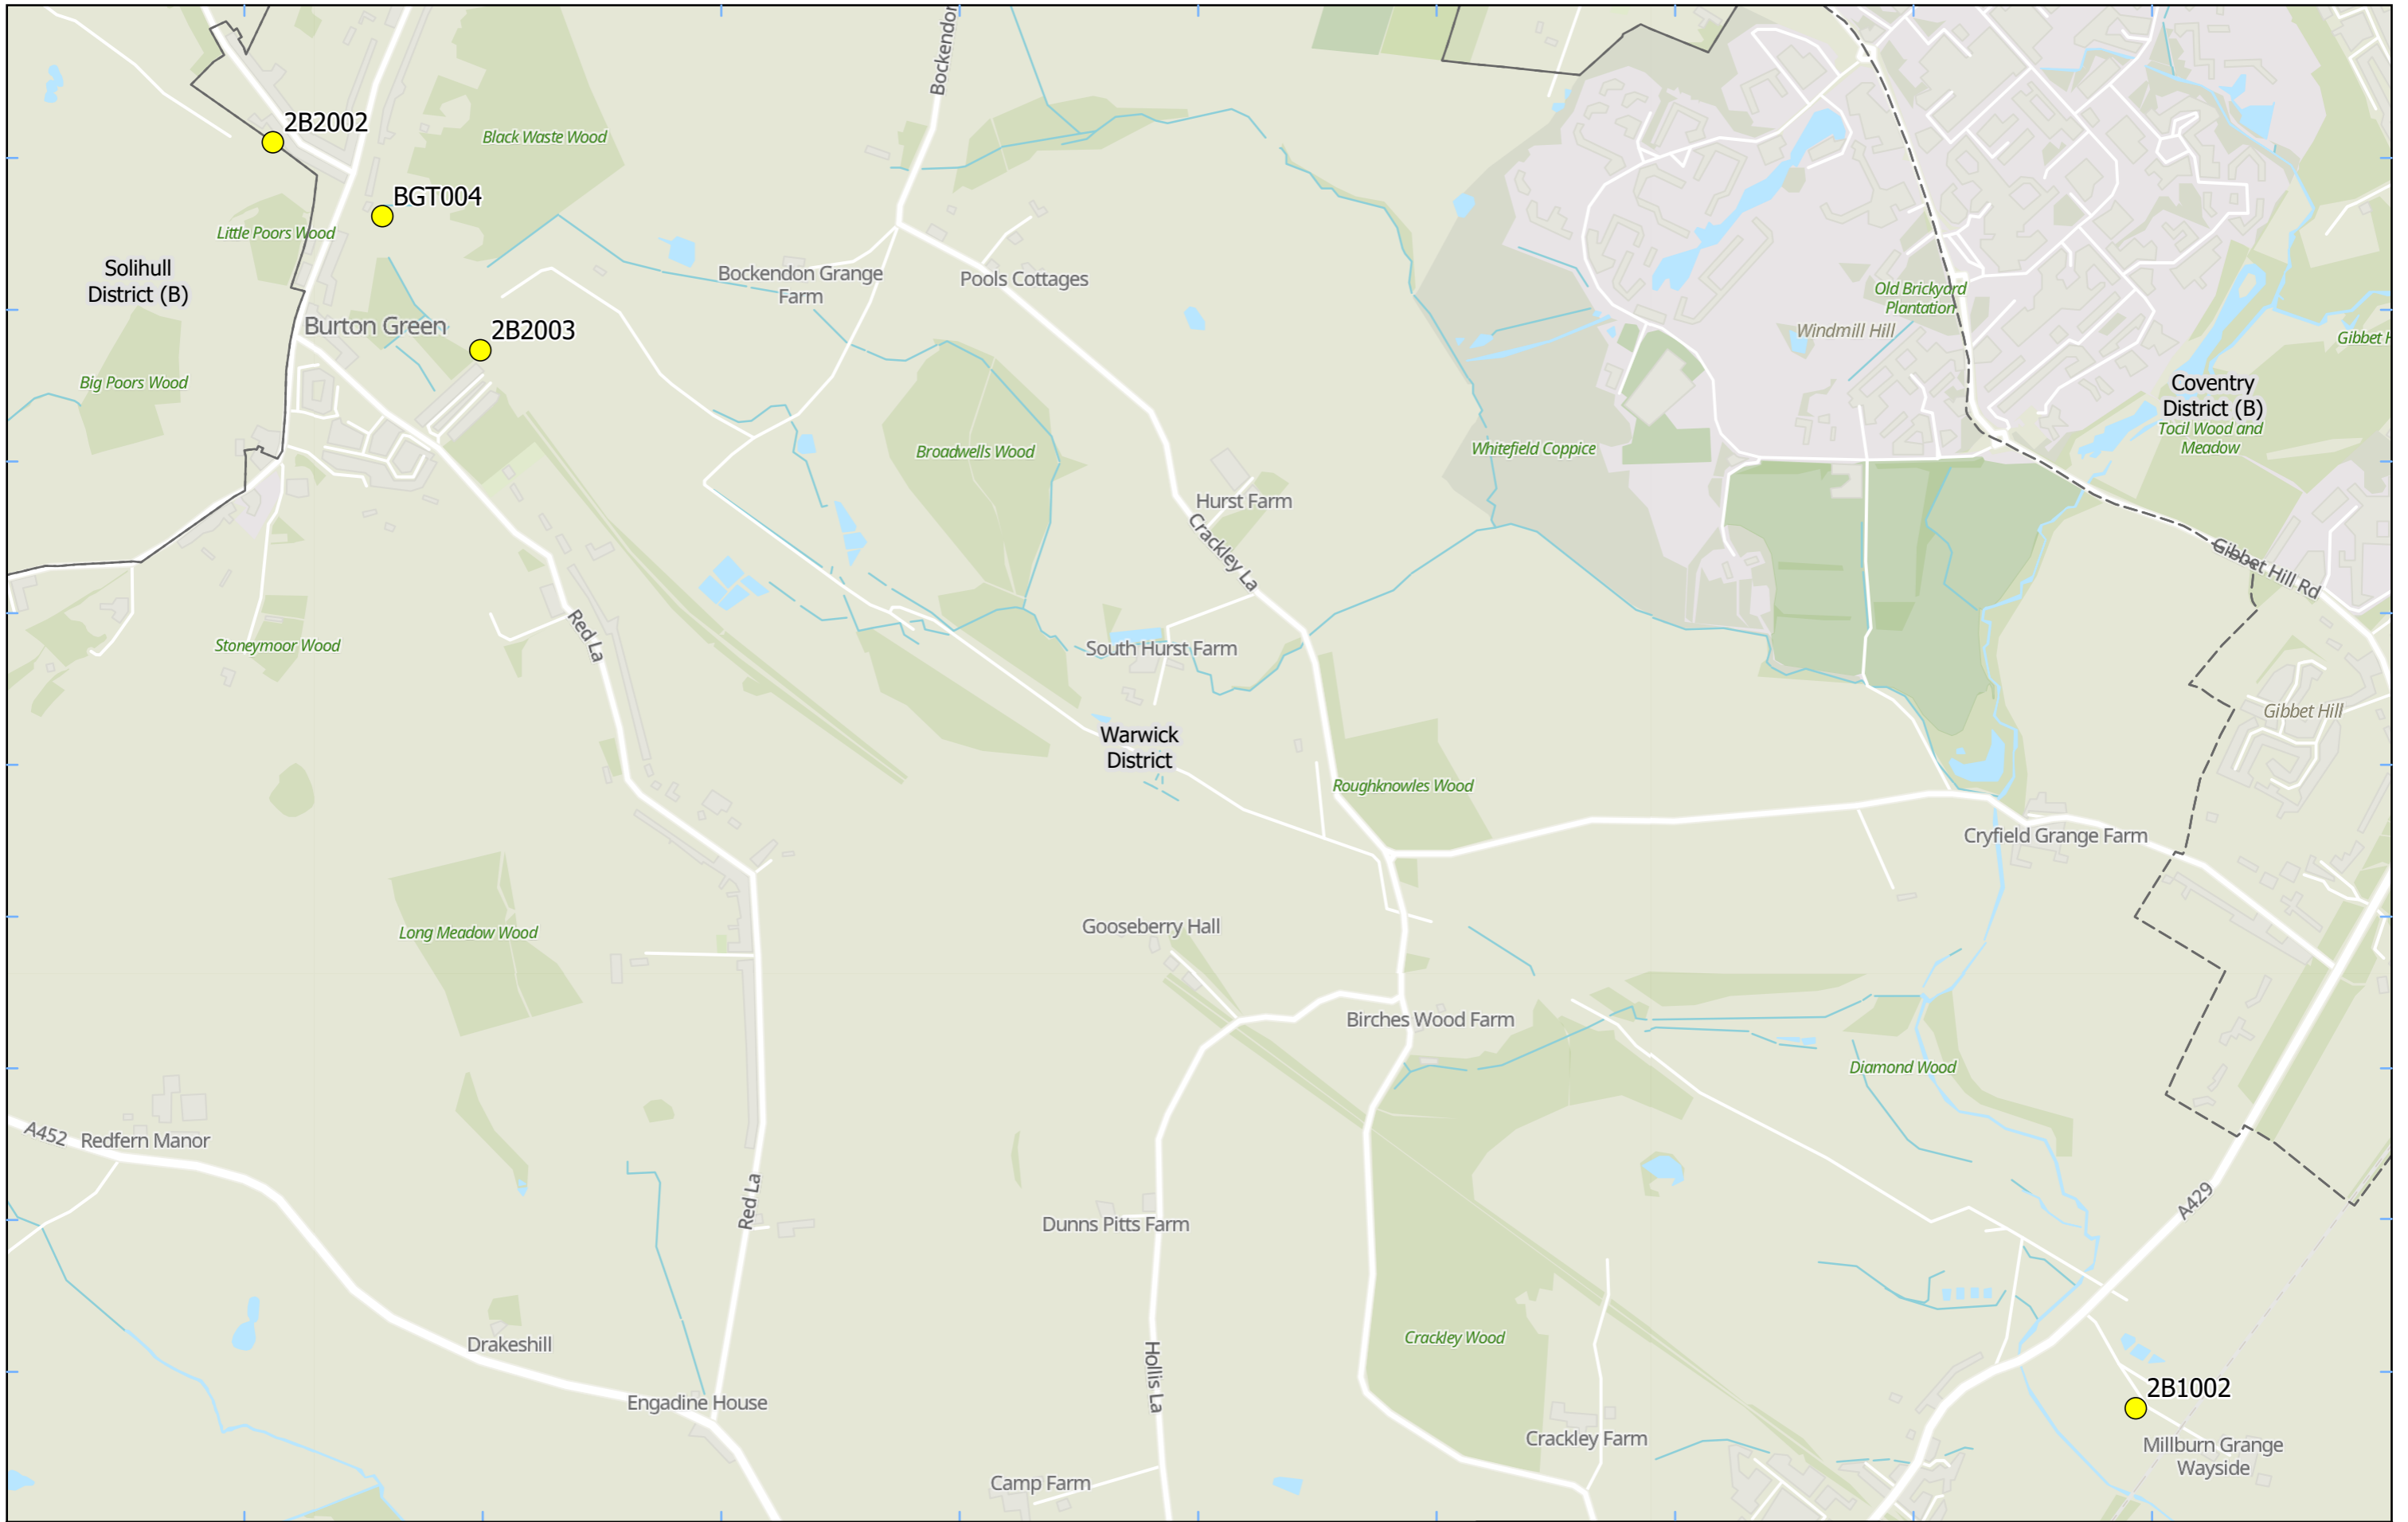 Bockendon
2B2002
Black Waste Wood
BGT004
Little Poors Wood
Solihull
District (B)
Bockendon Grange
Farm
Pools Cottages
Old Brickyard
Plantation
Burton Green
2B2003
Windmill Hill
Big Poors Wood
Coventry
District (B)
Tocil Wood and
Meadow
Broadwells Wood
Whitefield Coppice
Hurst Farm
Crackley La
Gibbet Hill Rd
Stoneymoor Wood
Red La
South Hurst Farm
Gibbet Hill
Warwick
District
Roughknowles Wood
Cryfield Grange Farm
Long Meadow Wood
Gooseberry Hall
Birches Wood Farm
Diamond Wood
A452
Redfern Manor
Red La
A429
Dunns Pitts Farm
Drakeshill
Crackley Wood
Hollis La
Engadine House
2B1002
Crackley Farm
Millburn Grange
Wayside
Camp Farm